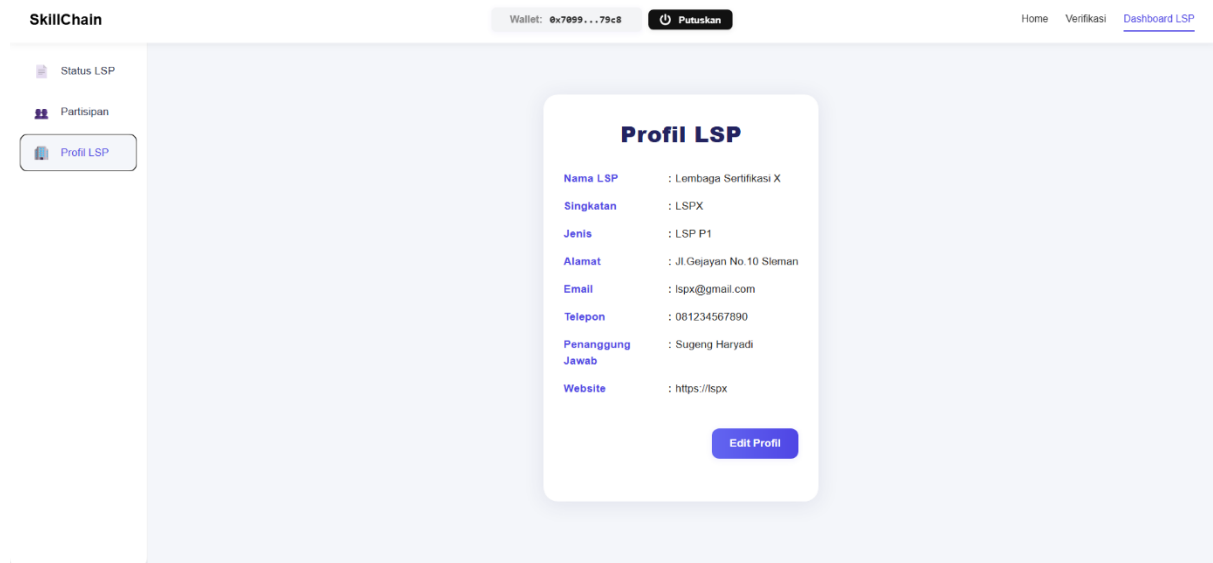 SkillChain
Wallet: 0x7099...79c8
Putuskan
Home
Verifikasi
Dashboard LSP
Status LSP
Partisipan
Profil LSP
Profil LSP
Nama LSP : Lembaga Sertifikasi X
Singkatan : LSPX
Jenis : LSP P1
Alamat : Jl.Gejayan No.10 Sleman
Email : lspx@gmail.com
Telepon : 081234567890
Penanggung : Sugeng Haryadi
Jawab
Website : https://lspx
Edit Profil